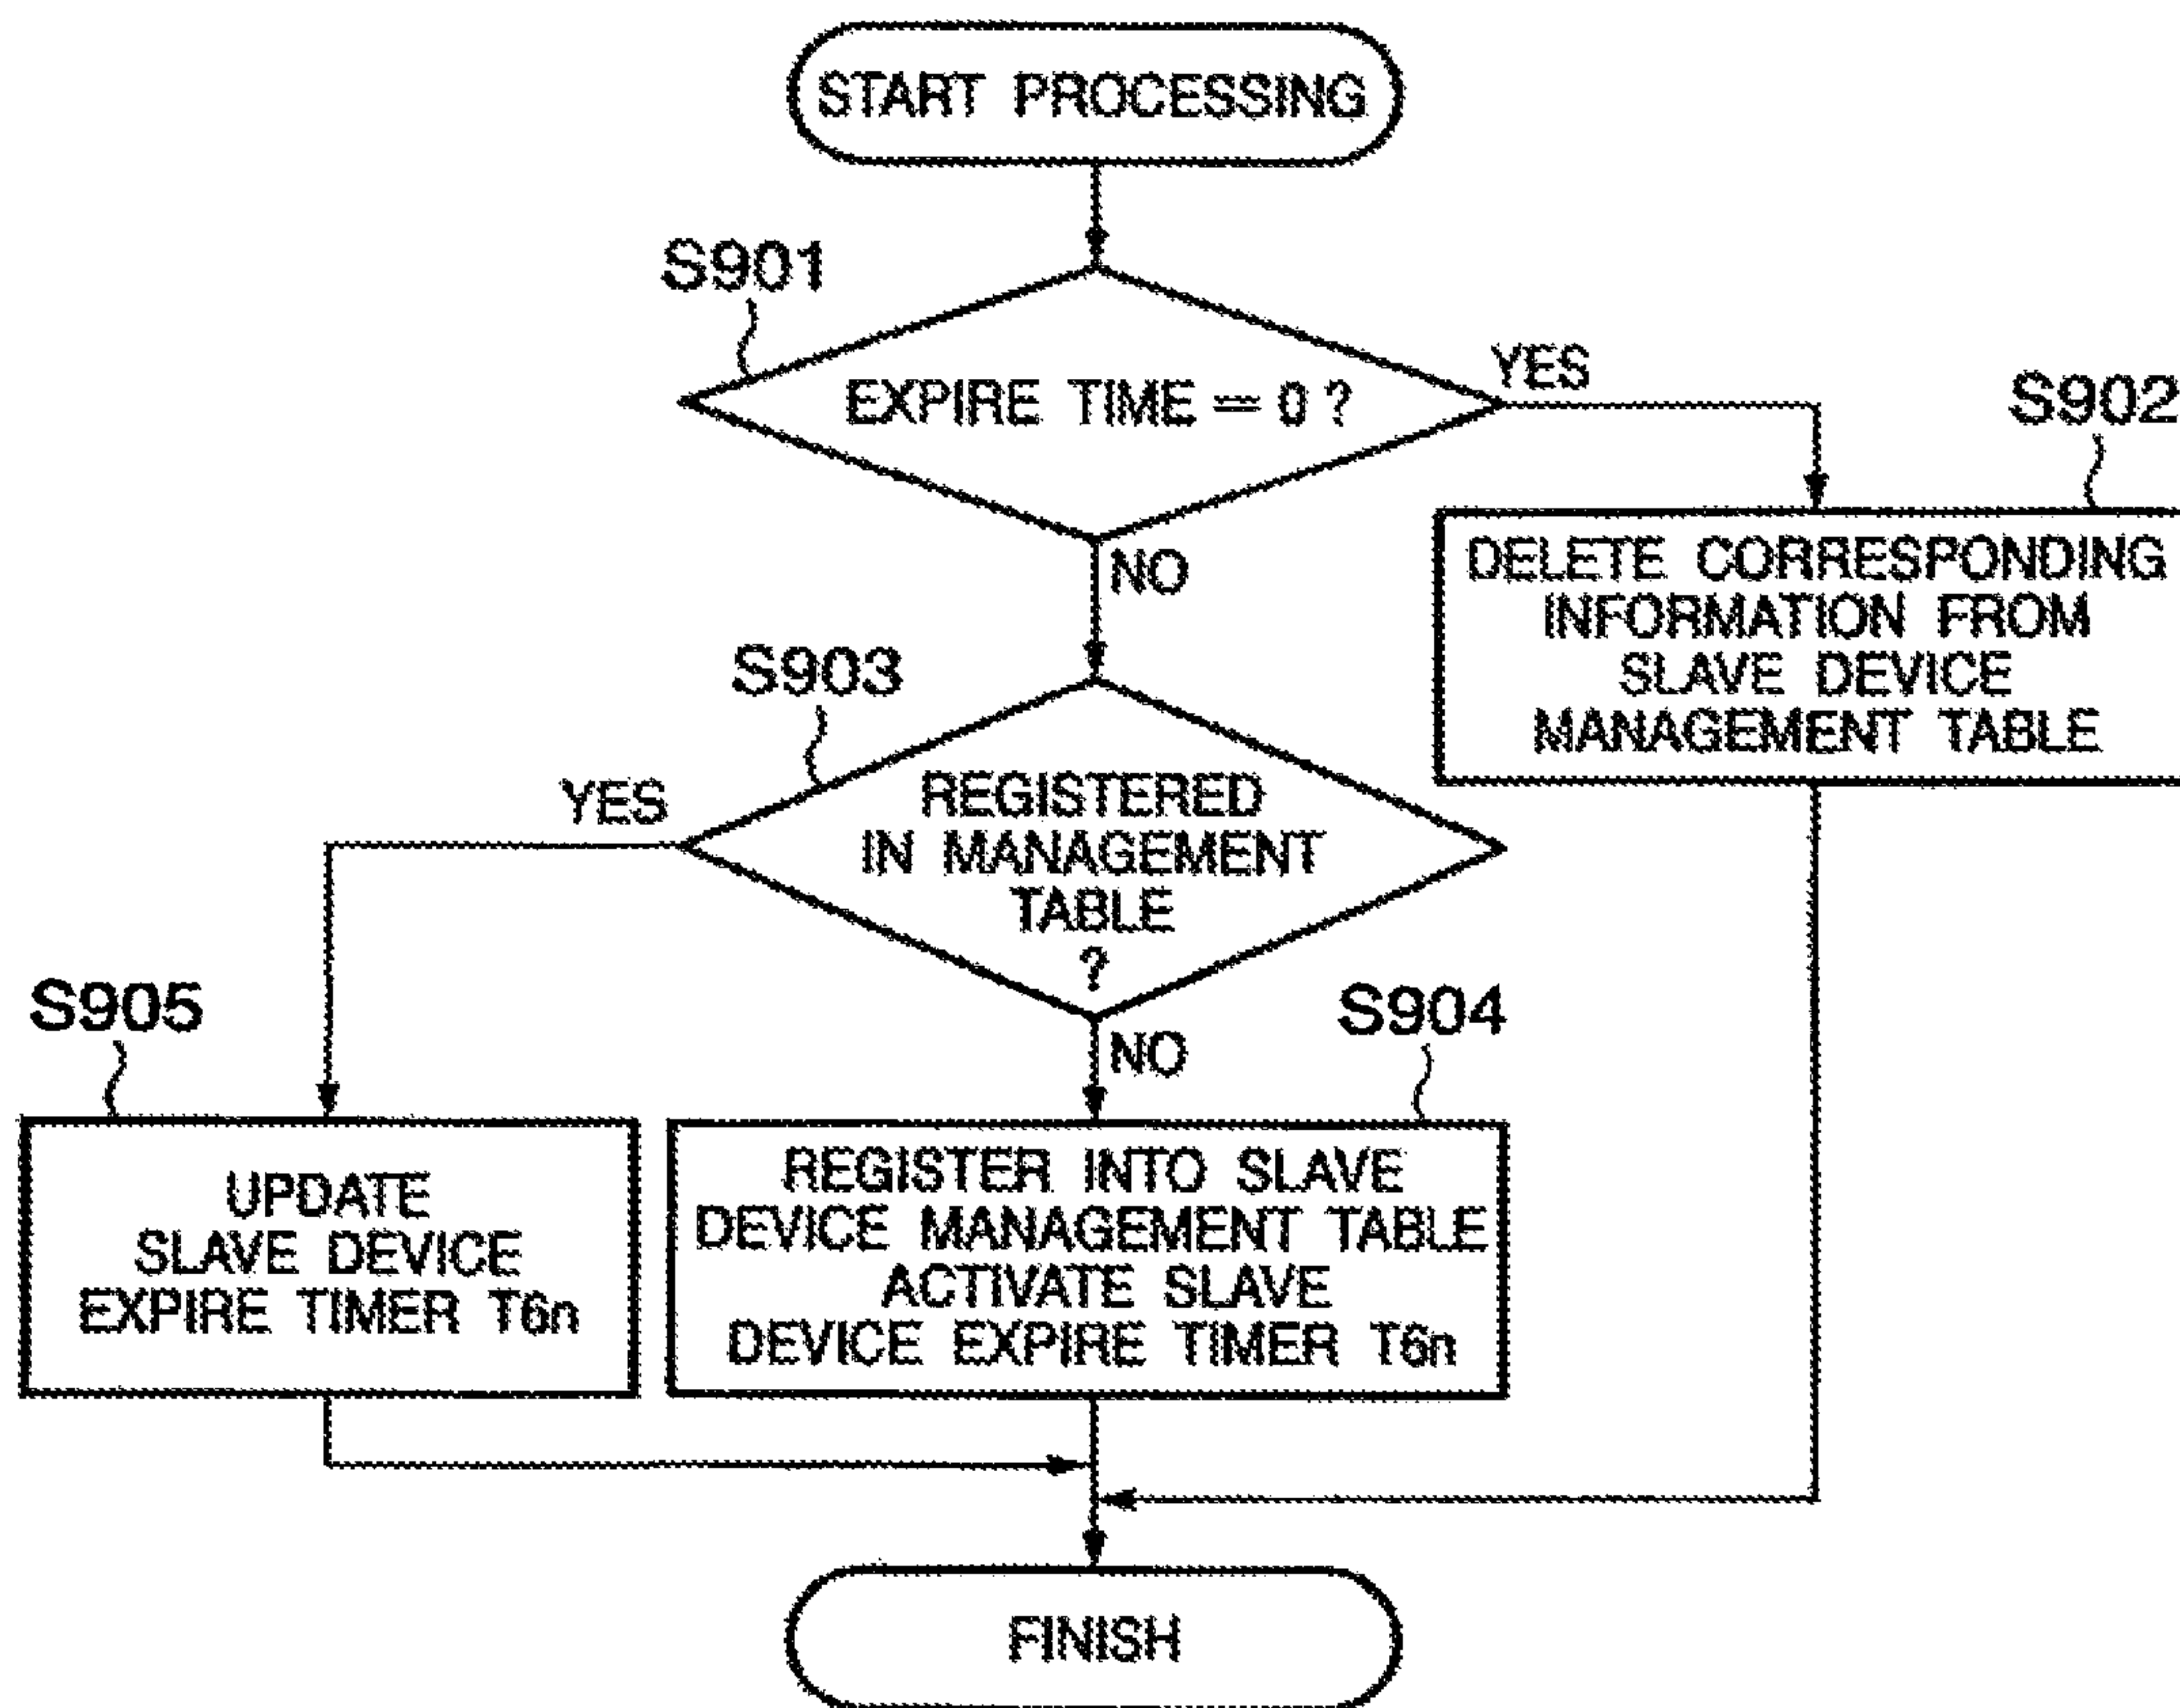 START PROCESSING
S901
EXPIRE TIME = 0 ?
YES
S902
NO
DELETE CORRESPONDING
INFORMATION FROM
SLAVE DEVICE
MANAGEMENT TABLE
S903
YES
REGISTERED
IN MANAGEMENT
TABLE
?
S905
NO
S904
UPDATE
SLAVE DEVICE
EXPIRE TIMER T6n
REGISTER INTO SLAVE
DEVICE MANAGEMENT TABLE
ACTIVATE SLAVE
DEVICE EXPIRE TIMER T6n
FINISH